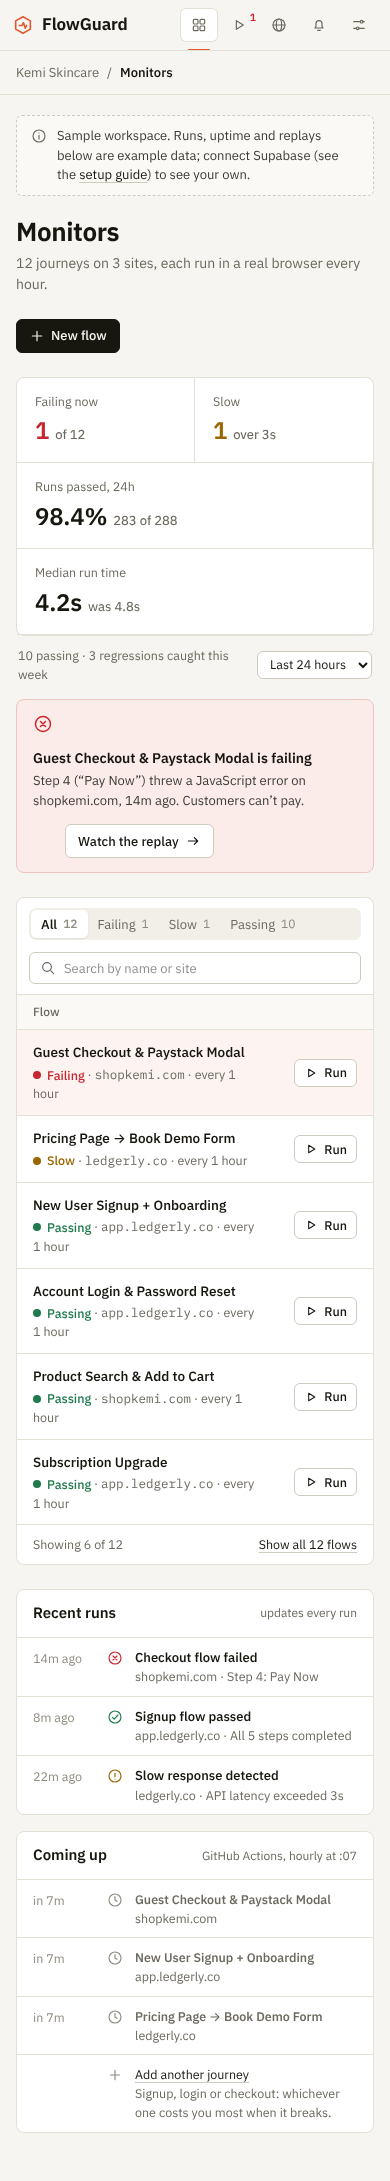 FlowGuard
1
Kemi Skincare / Monitors
Sample workspace. Runs, uptime and replays
below are example data; connect Supabase (see
the setup guide) to see your own.
Monitors
12 journeys on 3 sites, each run in a real browser every
hour.
New flow
Failing now
1 of 12
Slow
1 over 3s
Runs passed, 24h
98.4% 283 of 288
Median run time
4.2s was 4.8s
10 passing · 3 regressions caught this
week
Last 24 hours
Guest Checkout & Paystack Modal is failing
Step 4 (“Pay Now”) threw a JavaScript error on
shopkemi.com, 14m ago. Customers can’t pay.
Watch the replay →
All 12 Failing 1 Slow 1 Passing 10
Search by name or site
Flow
Guest Checkout & Paystack Modal
Failing · shopkemi.com · every 1
hour
Run
Pricing Page → Book Demo Form
Slow · ledgerly.co · every 1 hour
Run
New User Signup + Onboarding
Passing · app.ledgerly.co · every
1 hour
Run
Account Login & Password Reset
Passing · app.ledgerly.co · every
1 hour
Run
Product Search & Add to Cart
Passing · shopkemi.com · every 1
hour
Run
Subscription Upgrade
Passing · app.ledgerly.co · every
1 hour
Run
Showing 6 of 12
Show all 12 flows
Recent runs
updates every run
14m ago
Checkout flow failed
shopkemi.com · Step 4: Pay Now
8m ago
Signup flow passed
app.ledgerly.co · All 5 steps completed
22m ago
Slow response detected
ledgerly.co · API latency exceeded 3s
Coming up
GitHub Actions, hourly at :07
in 7m
Guest Checkout & Paystack Modal
shopkemi.com
in 7m
New User Signup + Onboarding
app.ledgerly.co
in 7m
Pricing Page → Book Demo Form
ledgerly.co
Add another journey
Signup, login or checkout: whichever
one costs you most when it breaks.